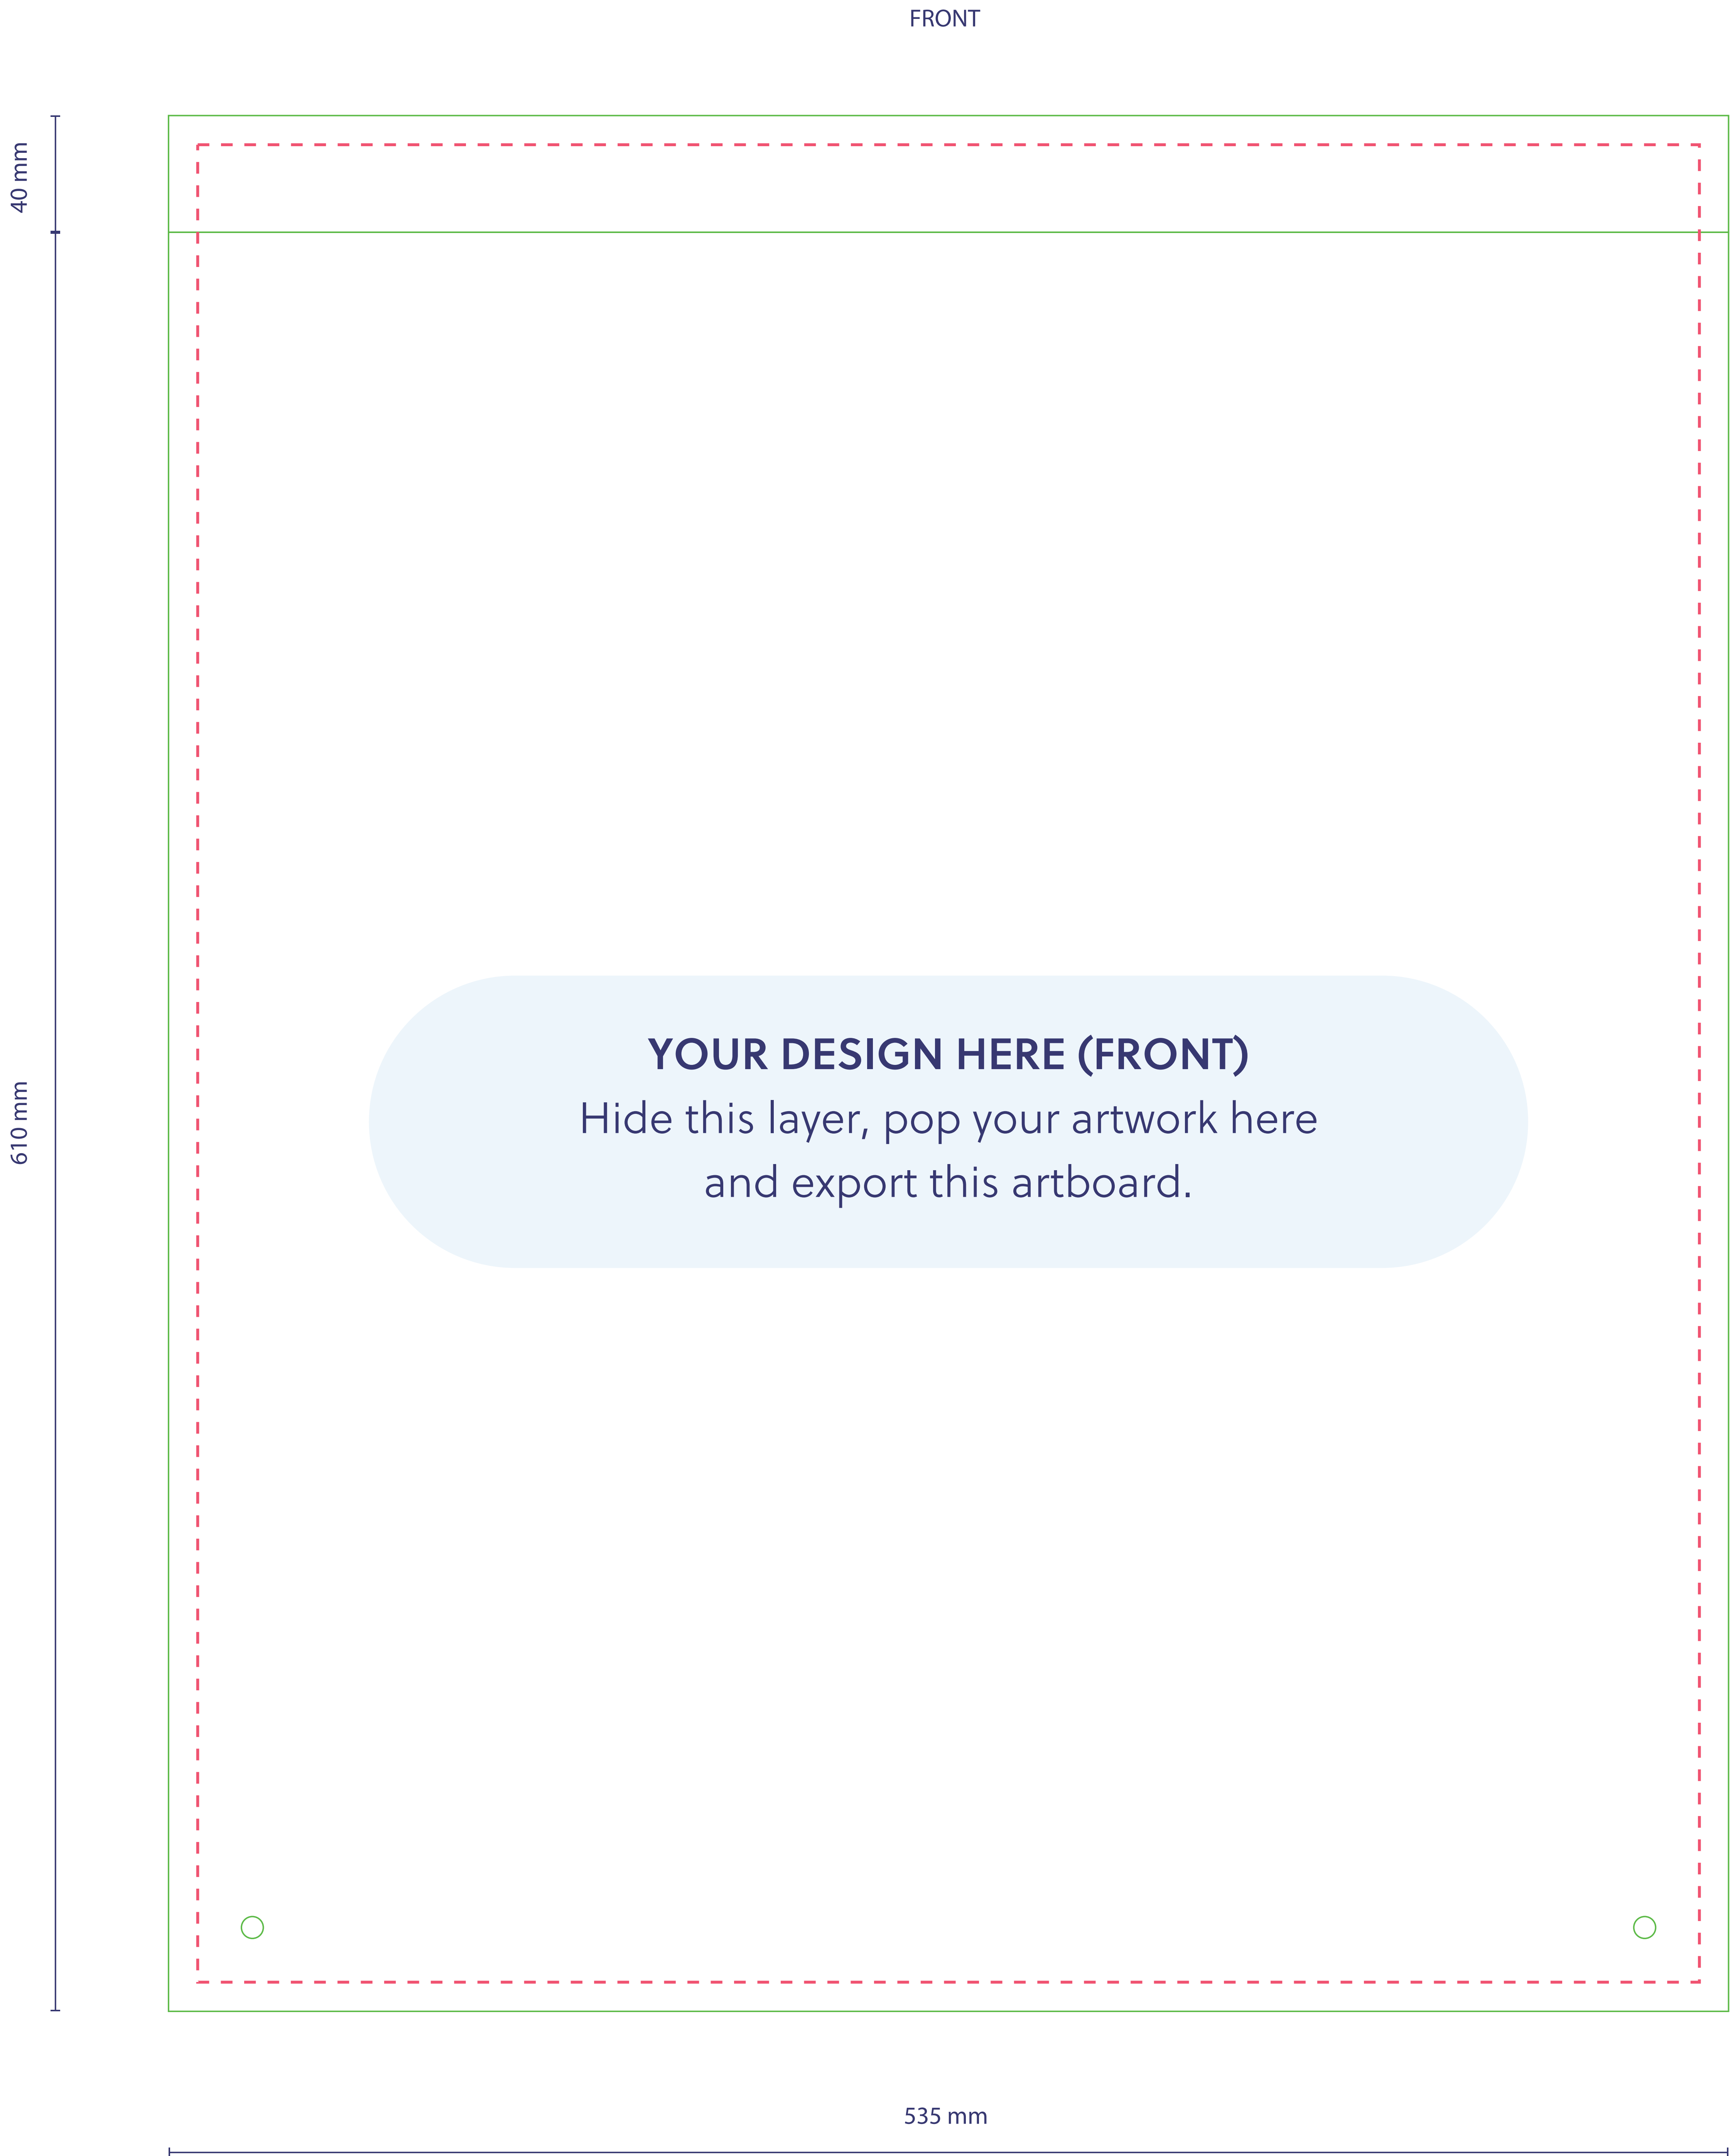 FRONT
40 mm
610 mm
YOUR DESIGN HERE (FRONT)
Hide this layer, pop your artwork here
and export this artboard.
535 mm